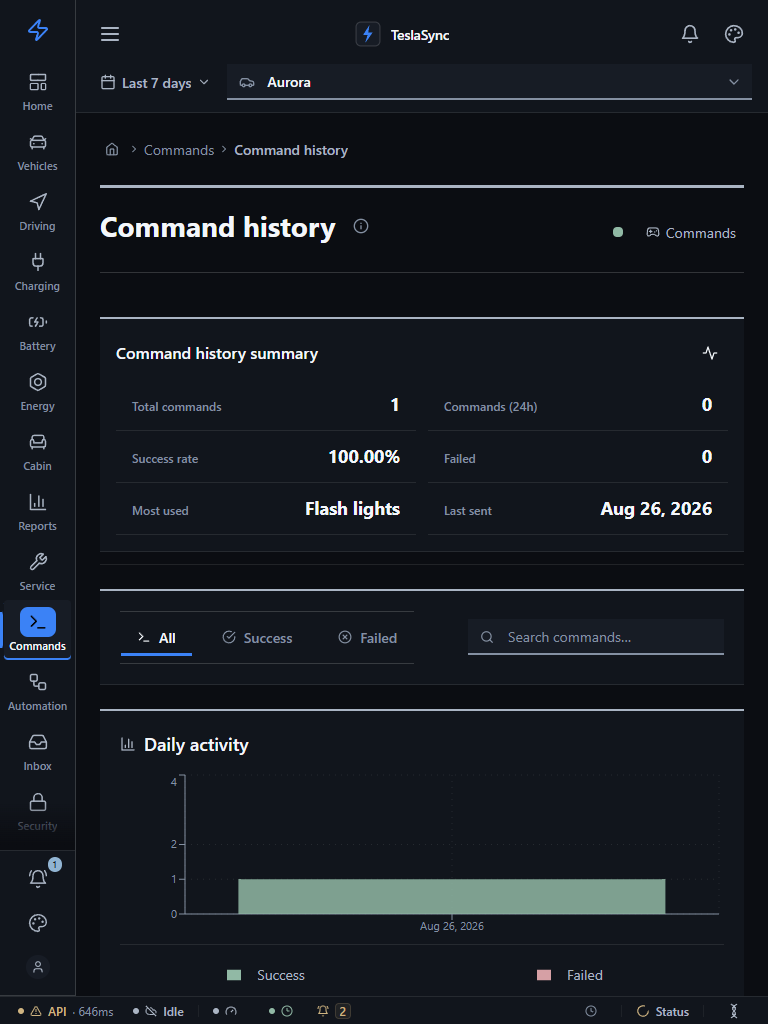 TeslaSync
Last 7 days
Aurora
Home
Vehicles
Driving
Charging
Battery
Energy
Cabin
Reports
Service
Commands
Automation
Inbox
Security
1
Commands
Command history
Command history
Commands
Command history summary
Total commands 1
Commands (24h) 0
Success rate 100.00%
Failed 0
Most used Flash lights
Last sent Aug 26, 2026
All Success Failed
Search commands...
Daily activity
4
2
1
0
Aug 26, 2026
Success Failed
API · 646ms Idle 2 Status